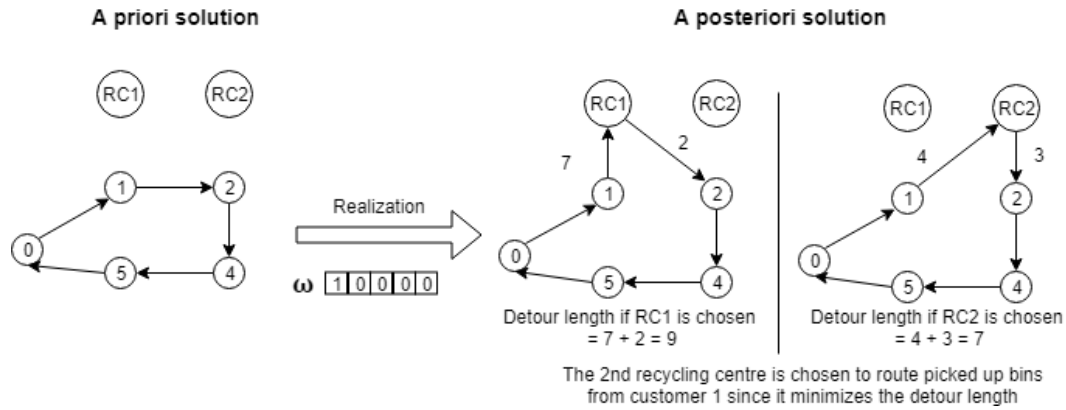 A priori solution
A posteriori solution
RC1
RC2
1
2
0
5
4
Realization
ω 1 0 0 0 0
RC1
RC2
7
2
1
2
0
5
4
Detour length if RC1 is chosen
= 7 + 2 = 9
RC1
RC2
4
3
1
2
0
5
4
Detour length if RC2 is chosen
= 4 + 3 = 7
The 2nd recycling centre is chosen to route picked up bins
from customer 1 since it minimizes the detour length